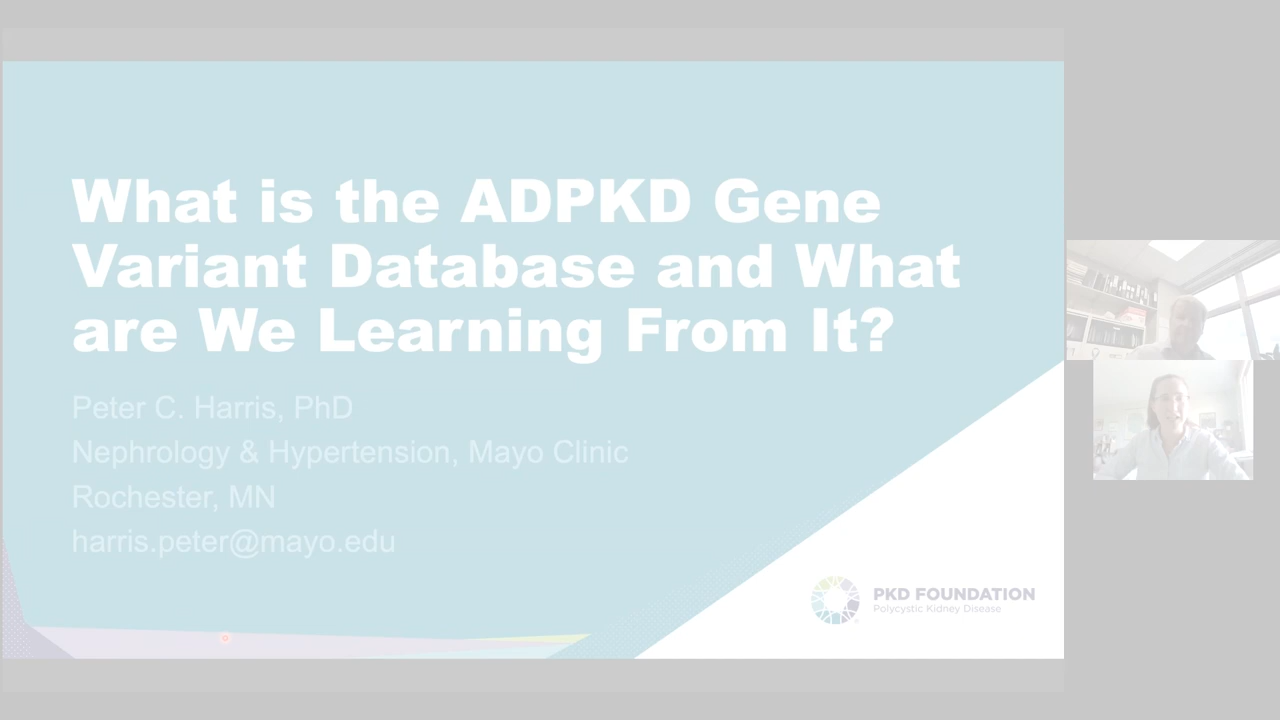 What is the ADPKD Gene
Variant Database and What
are We Learning From It?
Peter C. Harris, PhD
Nephrology & Hypertension, Mayo Clinic
Rochester, MN
harris.peter@mayo.edu
PKD FOUNDATION
Polycystic Kidney Disease